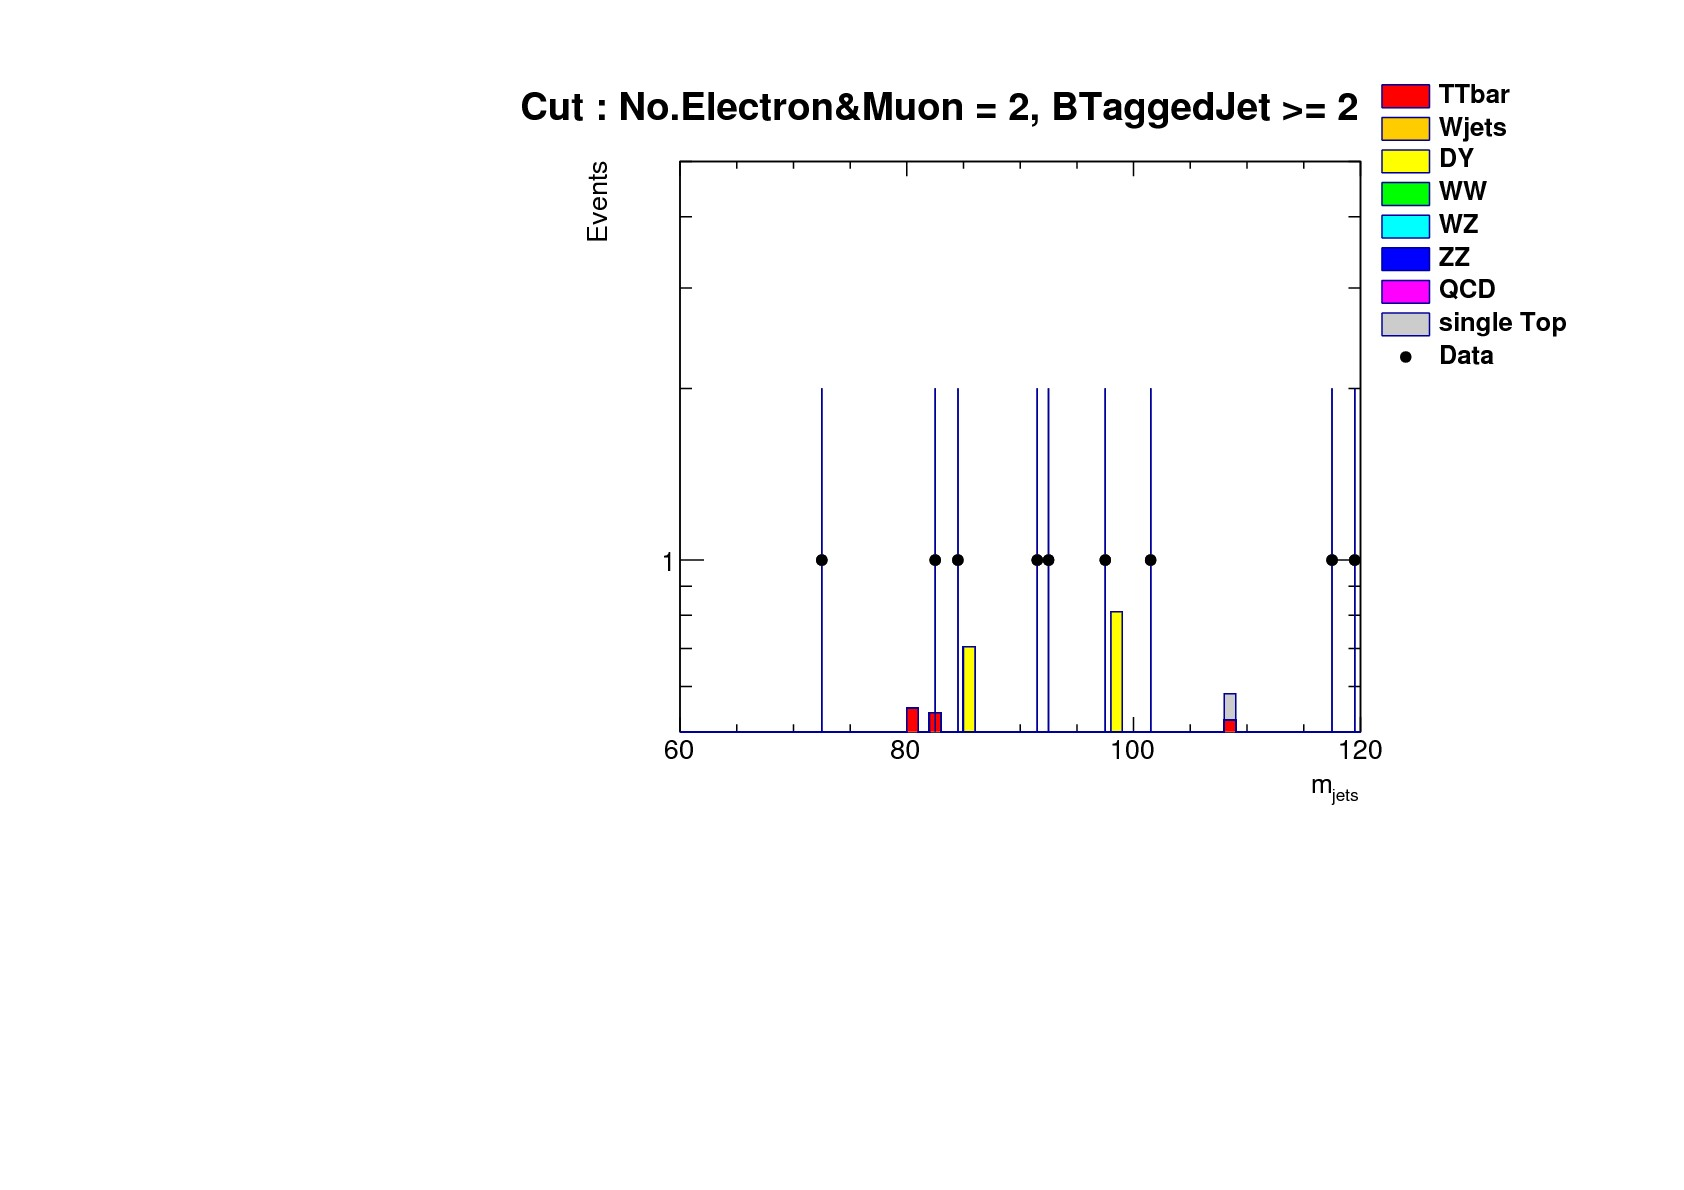 Cut : No.Electron&Muon = 2, BTaggedJet >= 2
TTbar
Wjets
DY
WW
WZ
ZZ
QCD
single Top
Data
Events
1
60
80
100
120
m_jets